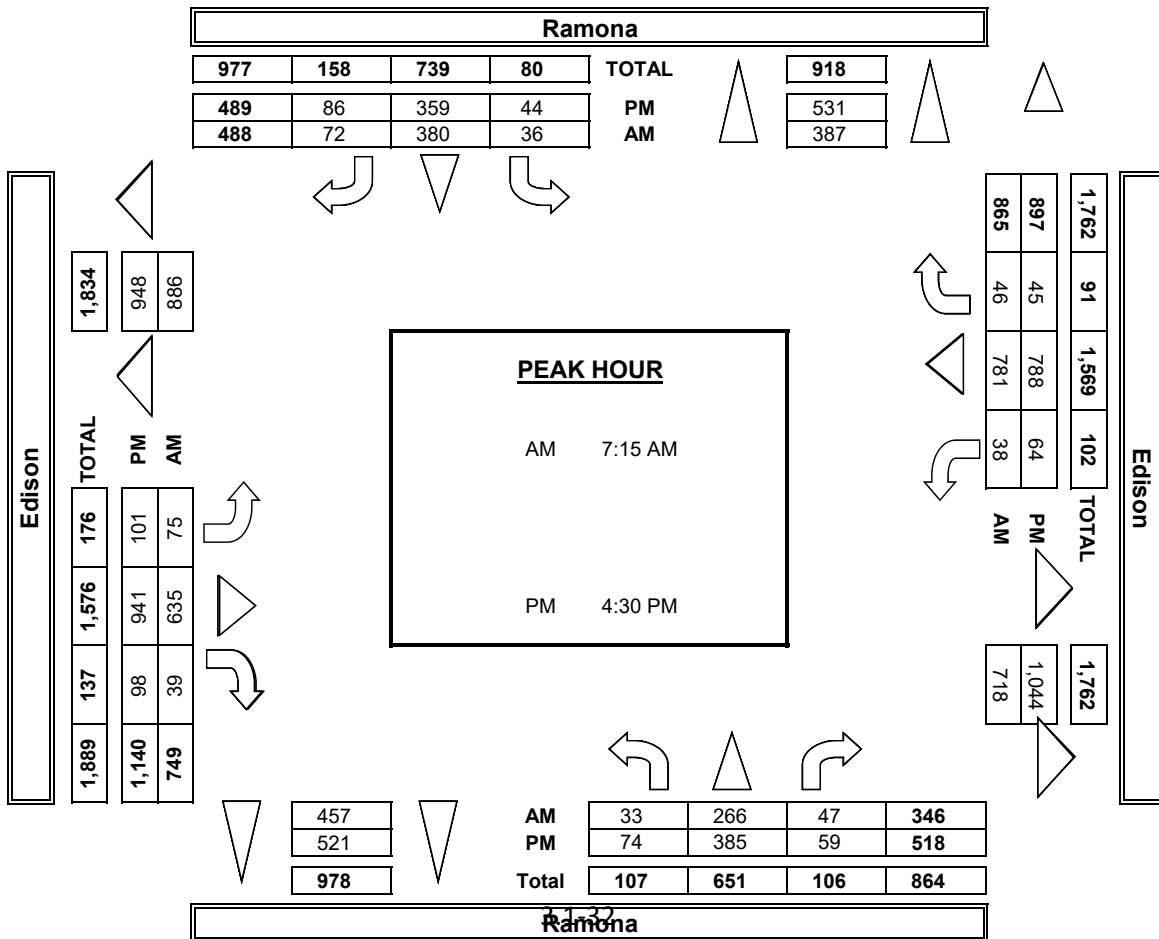 Ramona
977 158 739 80 TOTAL 918
489 86 359 44 PM 531
488 72 380 36 AM 387
Edison
1,834
948
886
TOTAL 176 1,576 137 1,889
PM 101 941 98 1,140
AM 75 635 39 749
PEAK HOUR
AM 7:15 AM
PM 4:30 PM
1,762 91 1,569 102 TOTAL 1,762
897 45 788 64 PM 1,044
865 46 781 38 AM 718
Edison
457 AM 33 266 47 346
521 PM 74 385 59 518
978 Total 107 651 106 864
3.1-32
Ramona